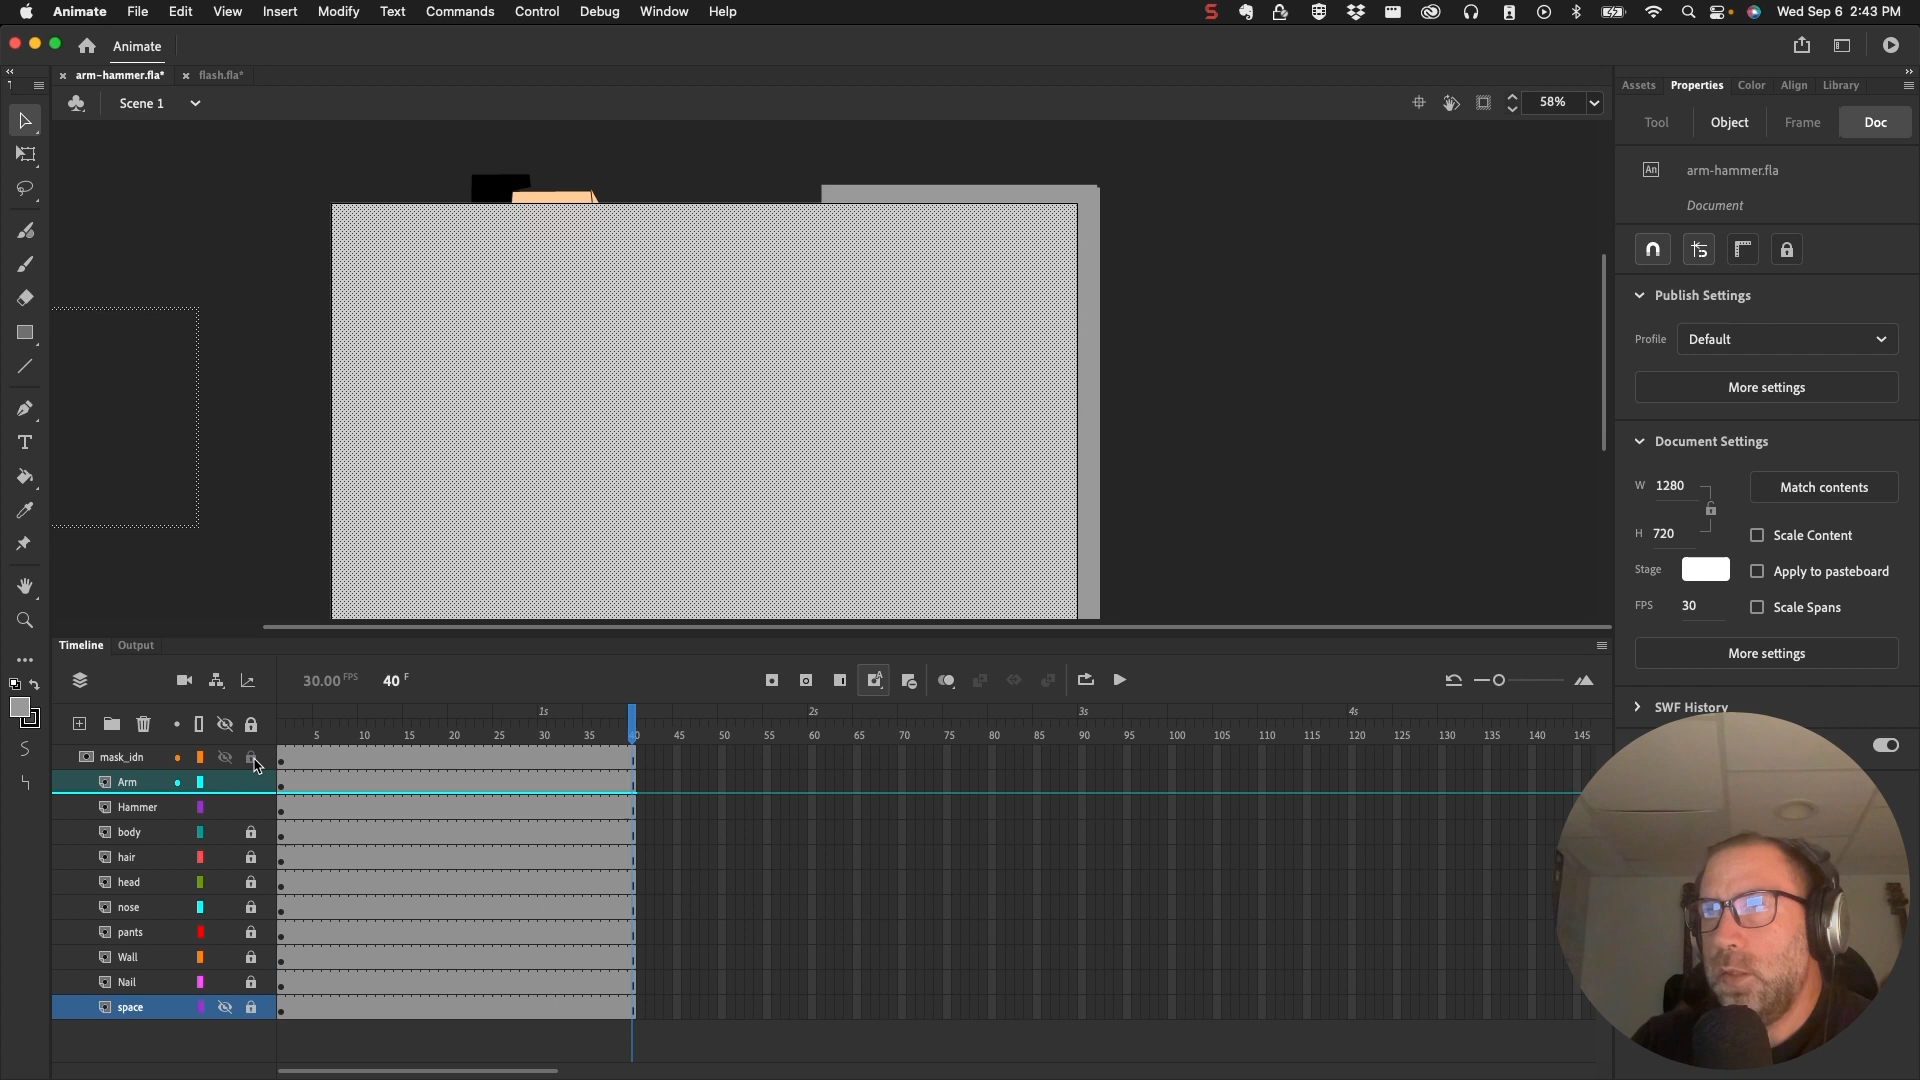 Animate File Edit View Insert Modify Text Commands Control Debug Window Help
Wed Sep 6 2:43 PM
Animate
arm-hammer.fla* flash.fla*
Scene 1
58%
Assets Properties Color Align Library
Tool Object Frame Doc
An arm-hammer.fla
Document
Publish Settings
Profile Default
More settings
Document Settings
W 1280 Match contents
H 720 Scale Content
Stage Apply to pasteboard
FPS 30 Scale Spans
More settings
SWF History
Timeline Output
30.00 FPS 40 F
1s 2s 3s 4s
5 10 15 20 25 30 35 40 45 50 55 60 65 70 75 80 85 90 95 100 105 110 115 120 125 130 135 140 145
mask_idn
Arm
Hammer
body
hair
head
nose
pants
Wall
Nail
space